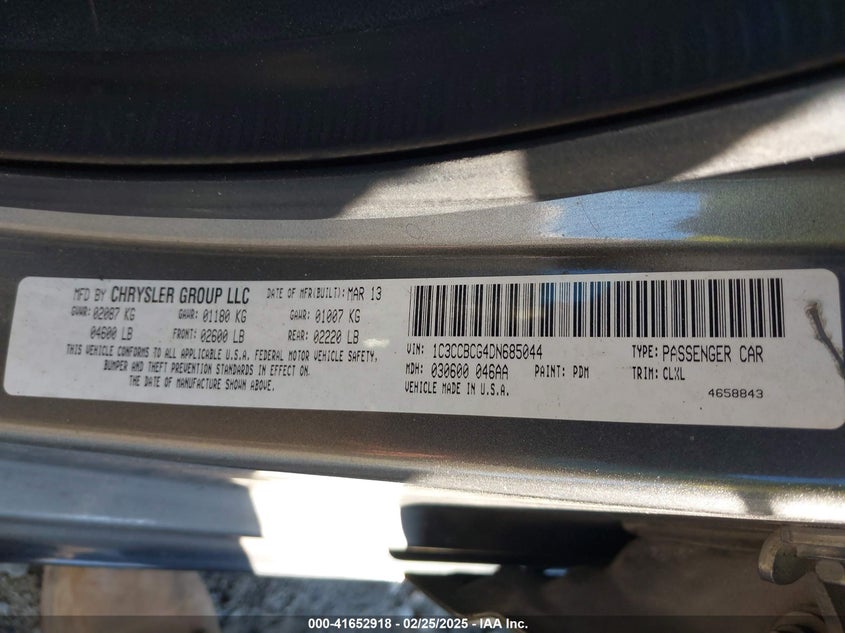 MFD BY CHRYSLER GROUP LLC DATE OF MFR(BUILT): MAR 13
GVWR: 02087 KG GAWR: 01180 KG GAWR: 01007 KG
04600 LB FRONT: 02600 LB REAR: 02220 LB
THIS VEHICLE CONFORMS TO ALL APPLICABLE U.S.A. FEDERAL MOTOR VEHICLE SAFETY,
BUMPER AND THEFT PREVENTION STANDARDS IN EFFECT ON
THE DATE OF MANUFACTURE SHOWN ABOVE.
VIN: 1C3CCBCG4DN685044 TYPE: PASSENGER CAR
MDH: 030600 046AA PAINT: PDM TRIM: CLXL
VEHICLE MADE IN U.S.A. 4658843
000-41652918 - 02/25/2025 - IAA Inc.